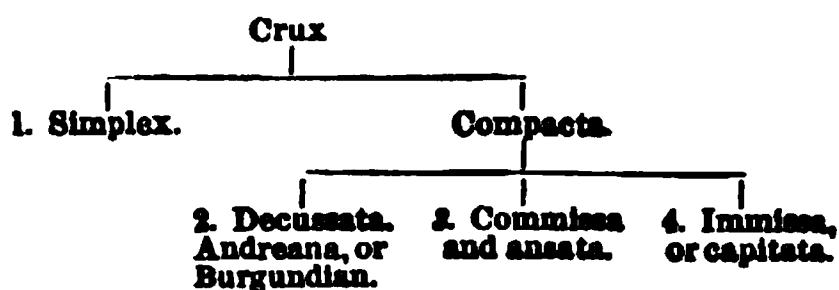 Crux
1. Simplex. Compacta.
2. Decussata. 3. Commissa 4. Immissa,
Andreana, or and ansata. or capitata.
Burgundian.